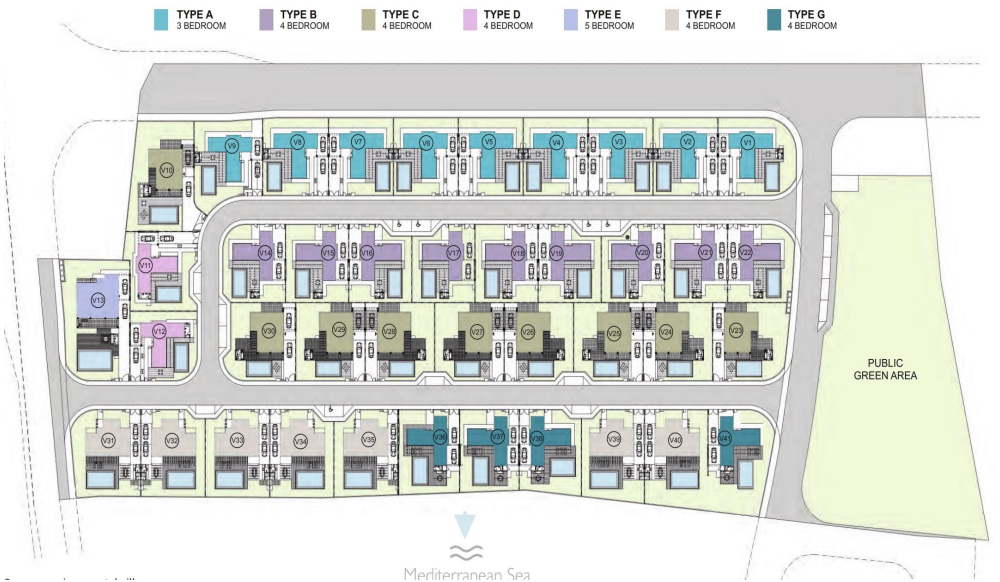 TYPE A
3 BEDROOM
TYPE B
4 BEDROOM
TYPE C
4 BEDROOM
TYPE D
4 BEDROOM
TYPE E
5 BEDROOM
TYPE F
4 BEDROOM
TYPE G
4 BEDROOM
V9
V8
V7
V6
V5
V4
V3
V2
V1
V10
V11
V14
V15
V16
V17
V18
V19
V20
V21
V22
V13
V12
V30
V29
V28
V27
V26
V25
V24
V23
PUBLIC
GREEN AREA
V31
V32
V33
V34
V35
V36
V37
V38
V39
V40
V41
Mediterranean Sea